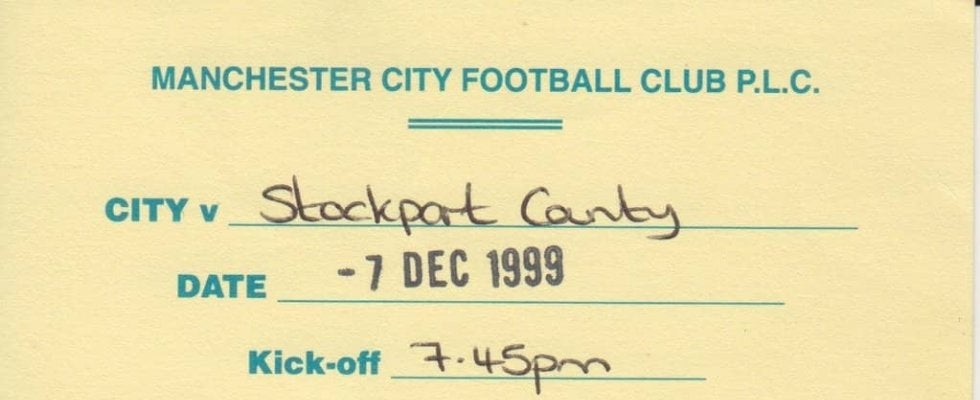 MANCHESTER CITY FOOTBALL CLUB P.L.C.
CITY v Stockport County
DATE -7 DEC 1999
Kick-off 7.45pm